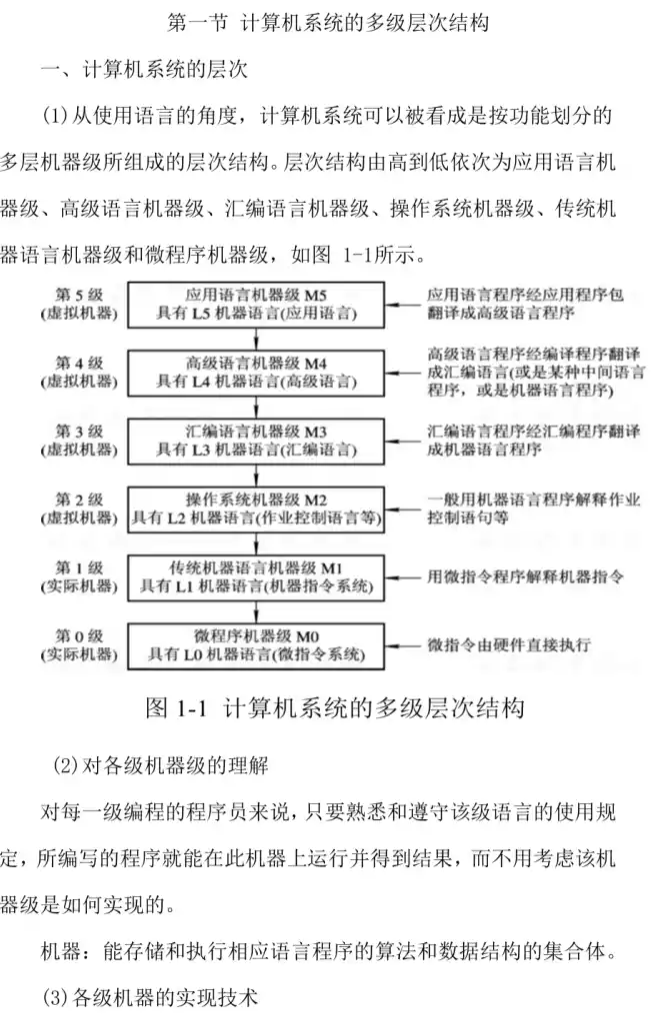 第一节 计算机系统的多级层次结构
一、计算机系统的层次
(1)从使用语言的角度，计算机系统可以被看成是按功能划分的
多层机器级所组成的层次结构。层次结构由高到低依次为应用语言机
器级、高级语言机器级、汇编语言机器级、操作系统机器级、传统机
器语言机器级和微程序机器级，如图 1-1所示。
第 5 级
(虚拟机器)
应用语言机器级 M5
具有 L5 机器语言(应用语言)
应用语言程序经应用程序包
翻译成高级语言程序
第 4 级
(虚拟机器)
高级语言机器级 M4
具有 L4 机器语言(高级语言)
高级语言程序经编译程序翻译
成汇编语言(或是某种中间语言
程序，或是机器语言程序)
第 3 级
(虚拟机器)
汇编语言机器级 M3
具有 L3 机器语言(汇编语言)
汇编语言程序经汇编程序翻译
成机器语言程序
第 2 级
(虚拟机器)
操作系统机器级 M2
具有 L2 机器语言(作业控制语言等)
一般用机器语言程序解释作业
控制语句等
第 1 级
(实际机器)
传统机器语言机器级 M1
具有 L1 机器语言(机器指令系统)
用微指令程序解释机器指令
第 0 级
(实际机器)
微程序机器级 M0
具有 L0 机器语言(微指令系统)
微指令由硬件直接执行
图 1-1 计算机系统的多级层次结构
(2)对各级机器级的理解
对每一级编程的程序员来说，只要熟悉和遵守该级语言的使用规
定，所编写的程序就能在此机器上运行并得到结果，而不用考虑该机
器级是如何实现的。
机器：能存储和执行相应语言程序的算法和数据结构的集合体。
(3)各级机器的实现技术